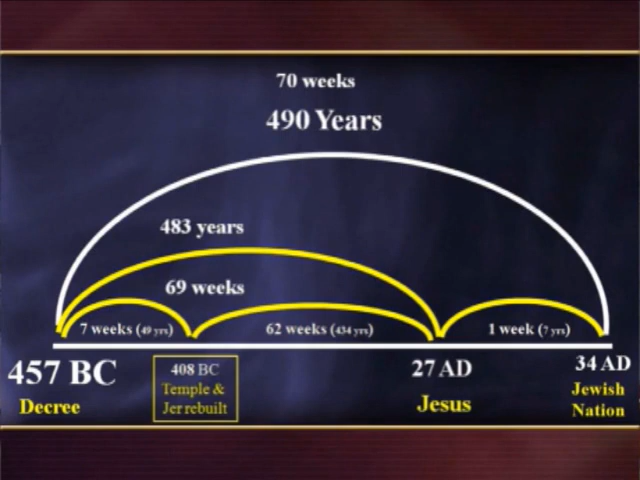 70 weeks
490 Years
483 years
69 weeks
7 weeks (49 yrs)
62 weeks (434 yrs)
1 week (7 yrs)
457 BC
Decree
408 BC
Temple &
Jer rebuilt
27 AD
Jesus
34 AD
Jewish
Nation